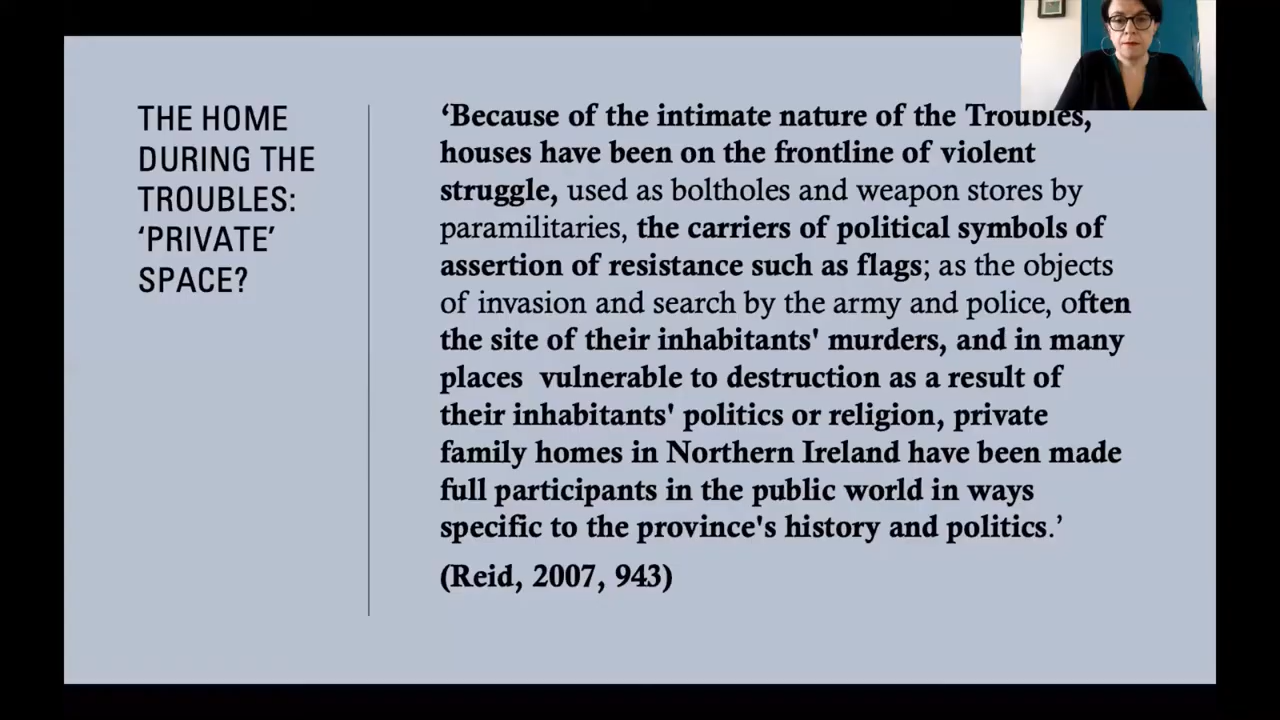 THE HOME
DURING THE
TROUBLES:
‘PRIVATE’
SPACE?
‘Because of the intimate nature of the Troubles,
houses have been on the frontline of violent
struggle, used as boltholes and weapon stores by
paramilitaries, the carriers of political symbols of
assertion of resistance such as flags; as the objects
of invasion and search by the army and police, often
the site of their inhabitants' murders, and in many
places  vulnerable to destruction as a result of
their inhabitants' politics or religion, private
family homes in Northern Ireland have been made
full participants in the public world in ways
specific to the province's history and politics.’
(Reid, 2007, 943)